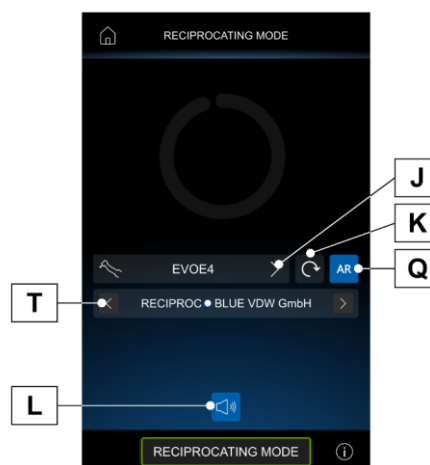 RECIPROCATING MODE
J
K
EVOE4 AR Q
T RECIPROC BLUE VDW GmbH
L
RECIPROCATING MODE i